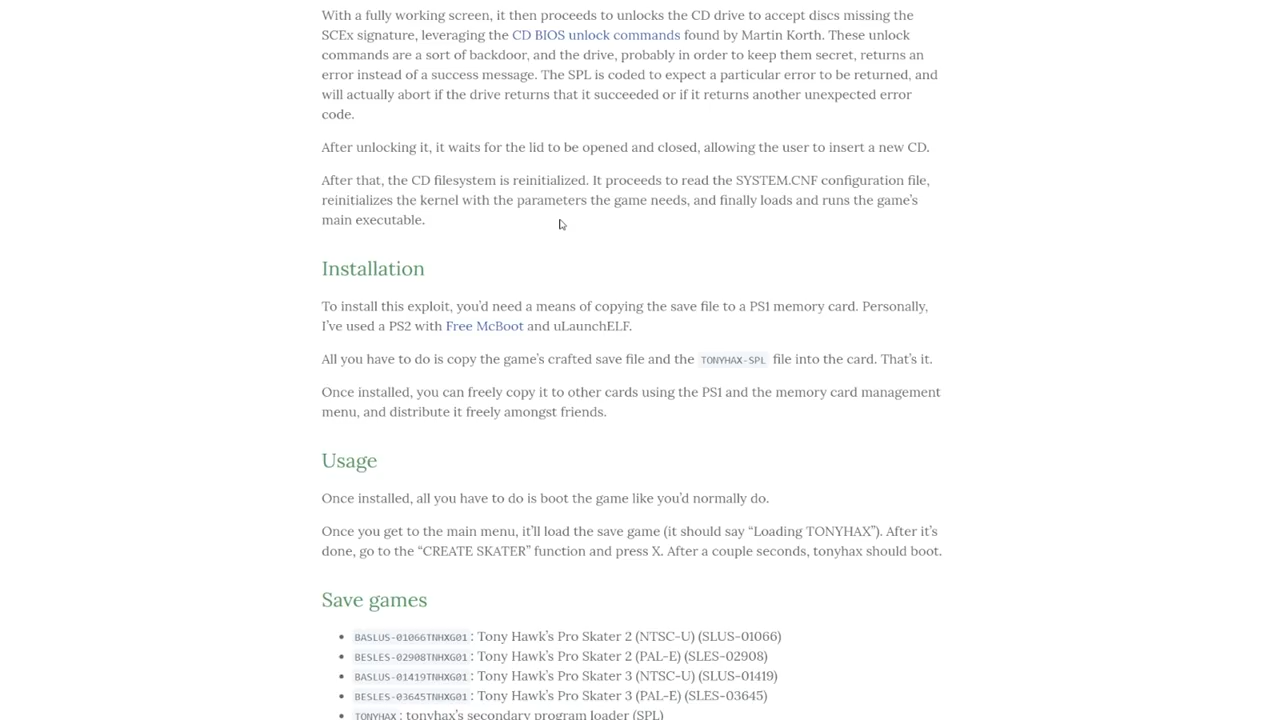 With a fully working screen, it then proceeds to unlocks the CD drive to accept discs missing the
SCEx signature, leveraging the CD BIOS unlock commands found by Martin Korth. These unlock
commands are a sort of backdoor, and the drive, probably in order to keep them secret, returns an
error instead of a success message. The SPL is coded to expect a particular error to be returned, and
will actually abort if the drive returns that it succeeded or if it returns another unexpected error
code.
After unlocking it, it waits for the lid to be opened and closed, allowing the user to insert a new CD.
After that, the CD filesystem is reinitialized. It proceeds to read the SYSTEM.CNF configuration file,
reinitializes the kernel with the parameters the game needs, and finally loads and runs the game's
main executable.
Installation
To install this exploit, you'd need a means of copying the save file to a PS1 memory card. Personally,
I've used a PS2 with Free McBoot and uLaunchELF.
All you have to do is copy the game's crafted save file and the TONYHAX-SPL file into the card. That's it.
Once installed, you can freely copy it to other cards using the PS1 and the memory card management
menu, and distribute it freely amongst friends.
Usage
Once installed, all you have to do is boot the game like you'd normally do.
Once you get to the main menu, it'll load the save game (it should say “Loading TONYHAX”). After it's
done, go to the “CREATE SKATER” function and press X. After a couple seconds, tonyhax should boot.
Save games
• BASLUS-01066TNHXG01: Tony Hawk's Pro Skater 2 (NTSC-U) (SLUS-01066)
• BESLES-02908TNHXG01: Tony Hawk's Pro Skater 2 (PAL-E) (SLES-02908)
• BASLUS-01419TNHXG01: Tony Hawk's Pro Skater 3 (NTSC-U) (SLUS-01419)
• BESLES-03645TNHXG01: Tony Hawk's Pro Skater 3 (PAL-E) (SLES-03645)
• TONYHAX: tonyhax's secondary program loader (SPL)